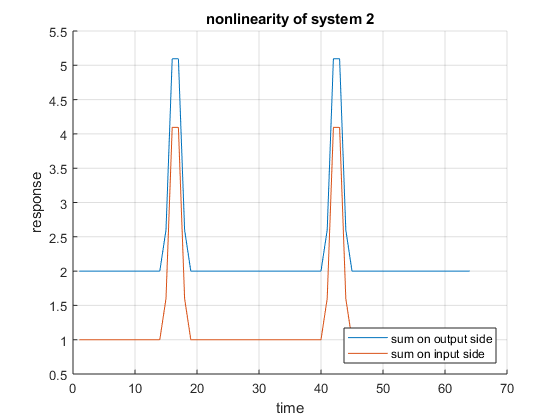 nonlinearity of system 2
5.5
5
4.5
4
3.5
3
2.5
2
1.5
1
0.5
response
0 10 20 30 40 50 60 70
time
sum on output side
sum on input side